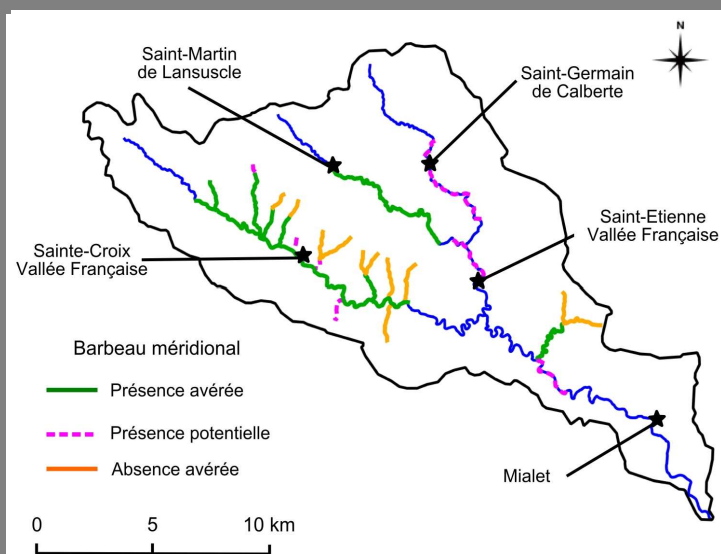 N
Saint-Martin
de Lansuscle
Saint-Germain
de Calberte
Saint-Etienne
Vallée Française
Sainte-Croix
Vallée Française
Barbeau méridional
Présence avérée
Présence potentielle
Absence avérée
Mialet
0 5 10 km